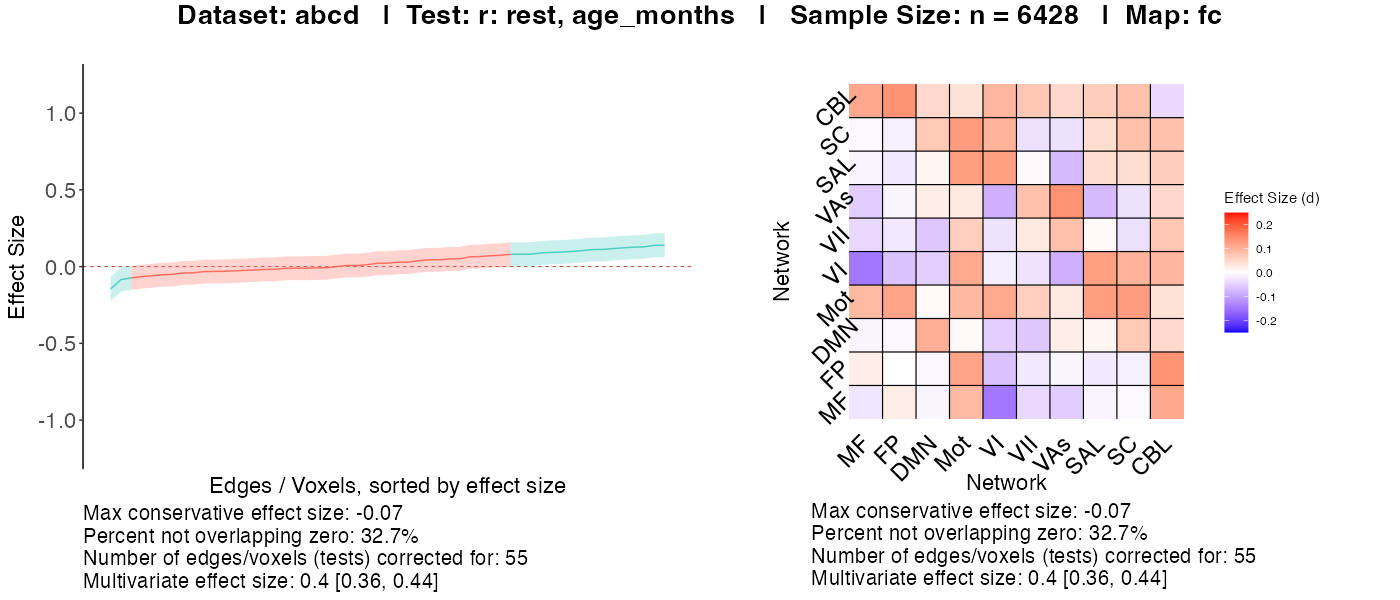 Dataset: abcd | Test: r: rest, age_months | Sample Size: n = 6428 | Map: fc
Effect Size
1.0
0.5
0.0
-0.5
-1.0
Edges / Voxels, sorted by effect size
Max conservative effect size: -0.07
Percent not overlapping zero: 32.7%
Number of edges/voxels (tests) corrected for: 55
Multivariate effect size: 0.4 [0.36, 0.44]
Network
CBL
SC
SAL
VAs
VII
VI
Mot
DMN
FP
MF
MF
FP
DMN
Mot
VI
VII
VAs
SAL
SC
CBL
Network
Effect Size (d)
0.2
0.1
0.0
-0.1
-0.2
Max conservative effect size: -0.07
Percent not overlapping zero: 32.7%
Number of edges/voxels (tests) corrected for: 55
Multivariate effect size: 0.4 [0.36, 0.44]